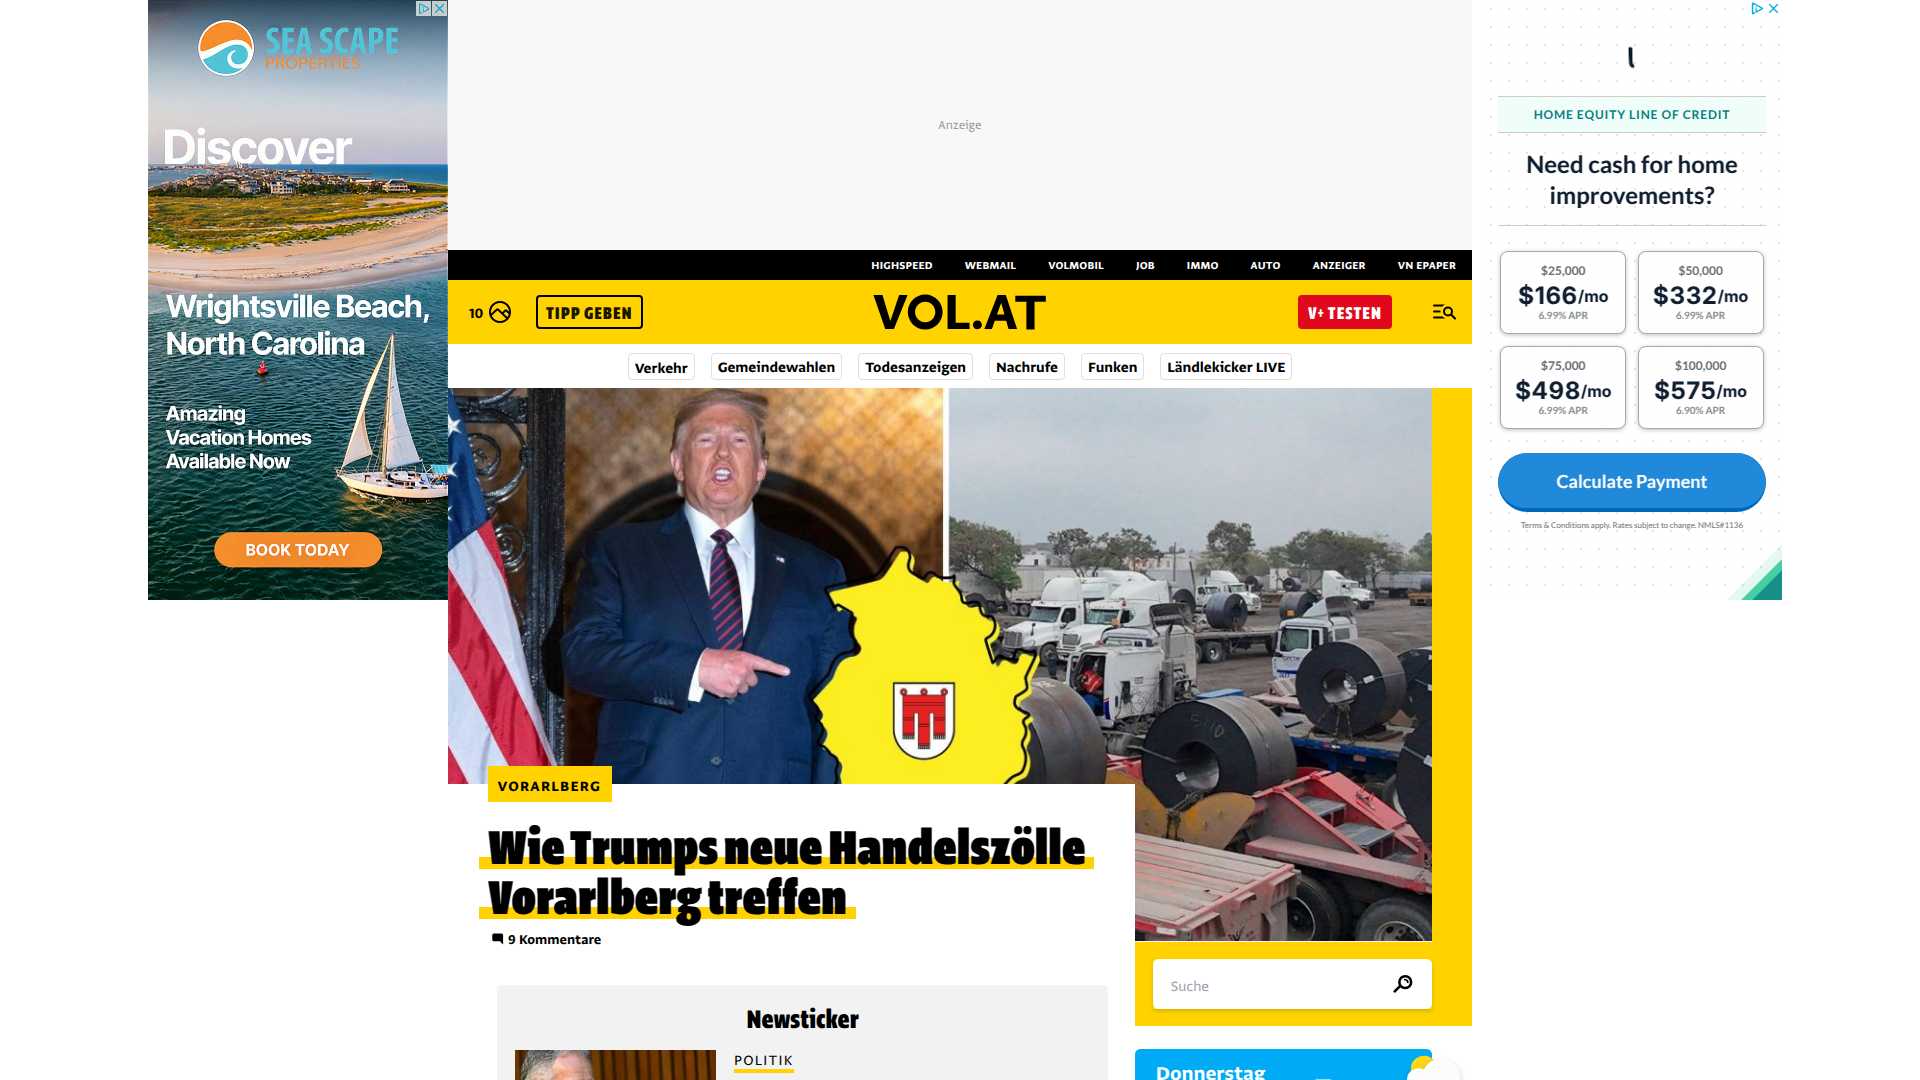 SEA SCAPE
PROPERTIES
Discover
Wrightsville Beach,
North Carolina
Amazing
Vacation Homes
Available Now
BOOK TODAY
Anzeige
HIGHSPEED WEBMAIL VOLMOBIL JOB IMMO AUTO ANZEIGER VN EPAPER
10 TIPP GEBEN VOL.AT V+ TESTEN
Verkehr Gemeindewahlen Todesanzeigen Nachrufe Funken Ländlekicker LIVE
VORARLBERG
Wie Trumps neue Handelszölle
Vorarlberg treffen
9 Kommentare
Newsticker
POLITIK
Suche
Donnerstag
HOME EQUITY LINE OF CREDIT
Need cash for home
improvements?
$25,000 $50,000
$166/mo $332/mo
6.99% APR 6.99% APR
$75,000 $100,000
$498/mo $575/mo
6.99% APR 6.90% APR
Calculate Payment
Terms & Conditions apply. Rates subject to change. NMLS#1136